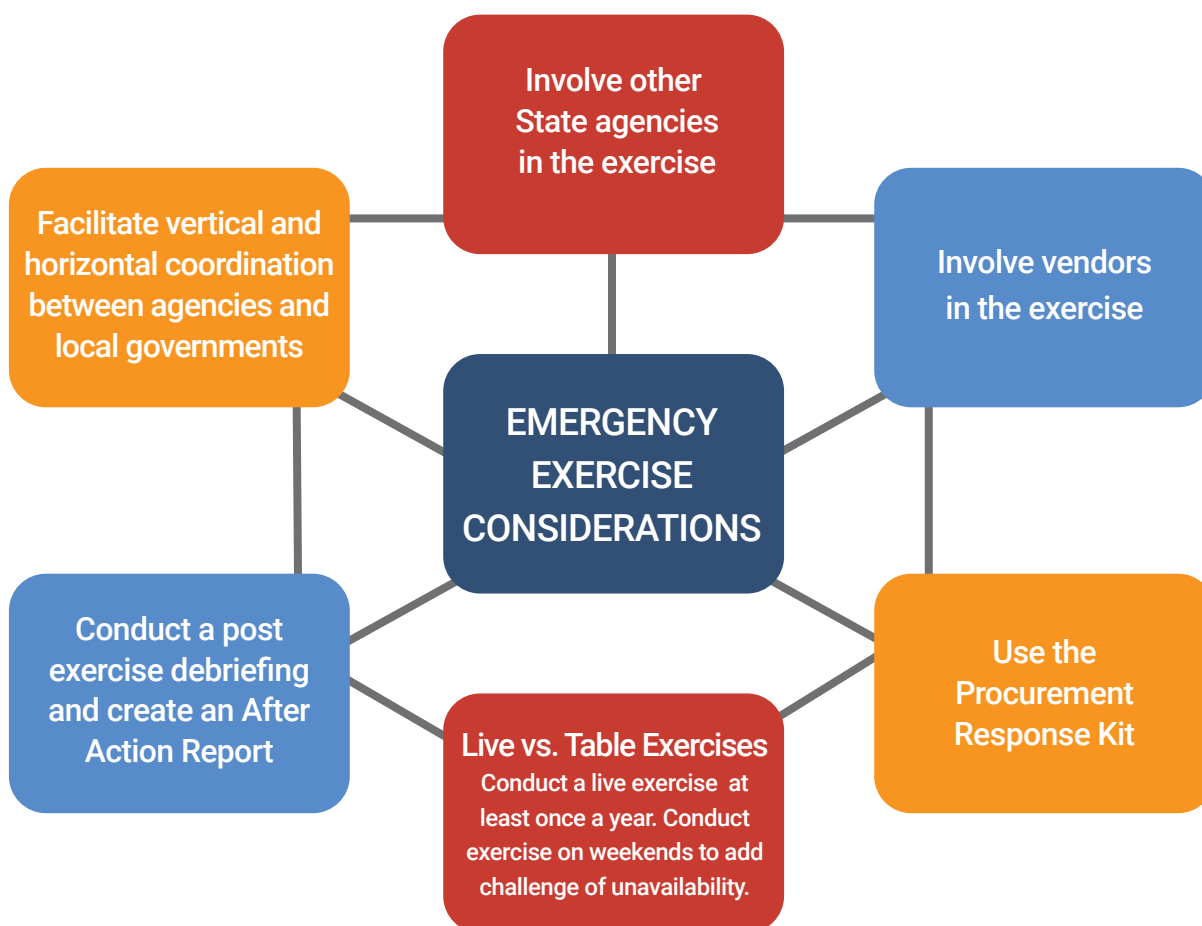 Involve other
State agencies
in the exercise
Facilitate vertical and
horizontal coordination
between agencies and
local governments
Involve vendors
in the exercise
EMERGENCY
EXERCISE
CONSIDERATIONS
Conduct a post
exercise debriefing
and create an After
Action Report
Use the
Procurement
Response Kit
Live vs. Table Exercises
Conduct a live exercise at
least once a year. Conduct
exercise on weekends to add
challenge of unavailability.